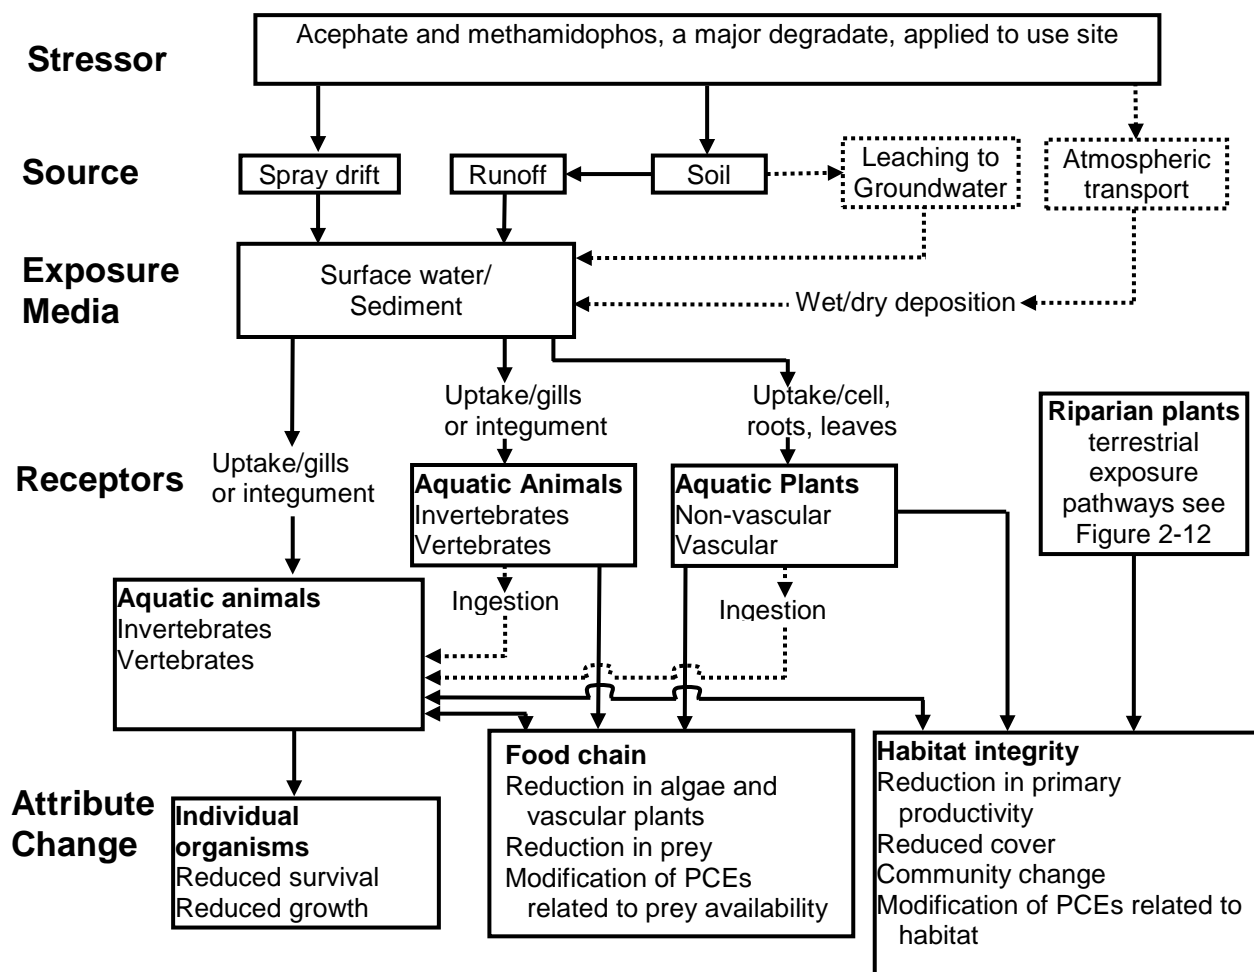 Stressor
Acephate and methamidophos, a major degradate, applied to use site
Source
Spray drift
Runoff
Soil
Leaching to
Groundwater
Atmospheric
transport
Exposure
Media
Surface water/
Sediment
Wet/dry deposition
Receptors
Uptake/gills
or integument
Uptake/gills
or integument
Uptake/cell,
roots, leaves
Riparian plants
terrestrial
exposure
pathways see
Figure 2-12
Aquatic Animals
Invertebrates
Vertebrates
Aquatic Plants
Non-vascular
Vascular
Ingestion
Ingestion
Aquatic animals
Invertebrates
Vertebrates
Attribute
Change
Individual
organisms
Reduced survival
Reduced growth
Food chain
Reduction in algae and
vascular plants
Reduction in prey
Modification of PCEs
related to prey availability
Habitat integrity
Reduction in primary
productivity
Reduced cover
Community change
Modification of PCEs related to
habitat